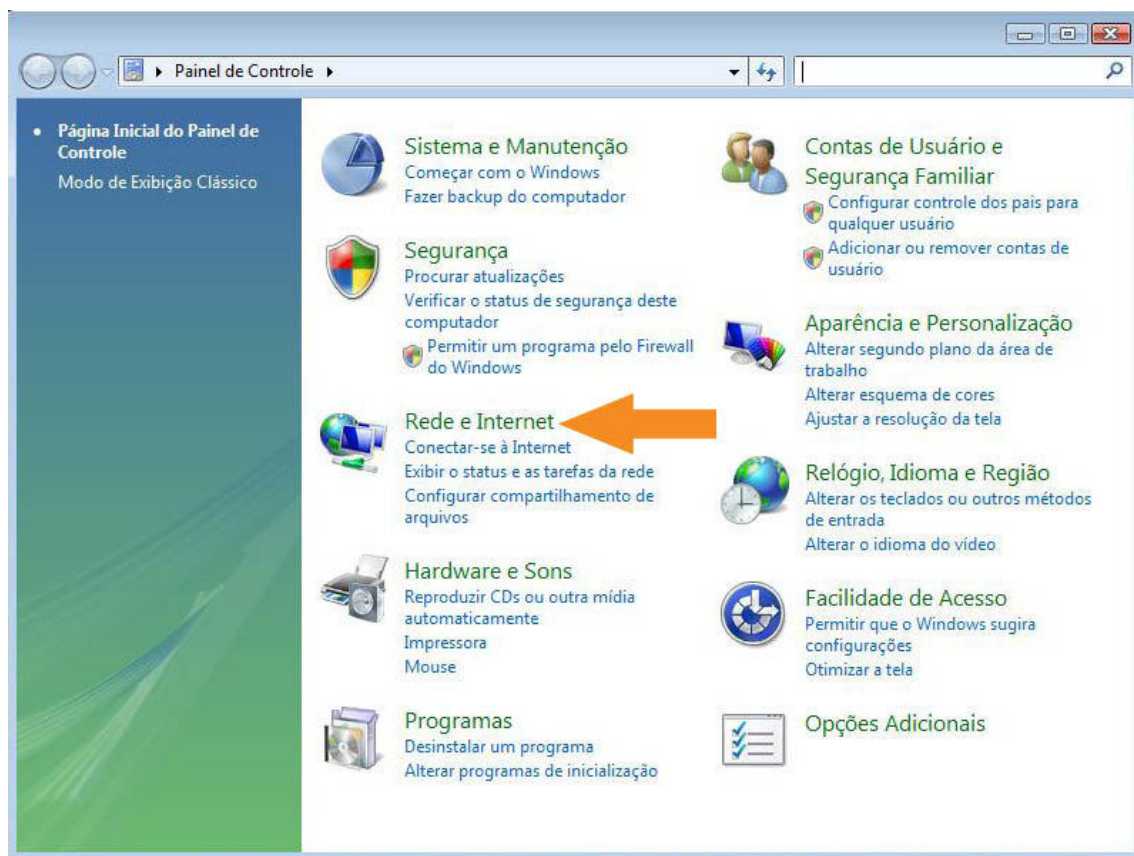 Painel de Controle
Página Inicial do Painel de
Controle
Modo de Exibição Clássico
Sistema e Manutenção
Começar com o Windows
Fazer backup do computador
Segurança
Procurar atualizações
Verificar o status de segurança deste
computador
Permitir um programa pelo Firewall
do Windows
Rede e Internet
Conectar-se à Internet
Exibir o status e as tarefas da rede
Configurar compartilhamento de
arquivos
Hardware e Sons
Reproduzir CDs ou outra mídia
automaticamente
Impressora
Mouse
Programas
Desinstalar um programa
Alterar programas de inicialização
Contas de Usuário e
Segurança Familiar
Configurar controle dos pais para
qualquer usuário
Adicionar ou remover contas de
usuário
Aparência e Personalização
Alterar segundo plano da área de
trabalho
Alterar esquema de cores
Ajustar a resolução da tela
Relógio, Idioma e Região
Alterar os teclados ou outros métodos
de entrada
Alterar o idioma do vídeo
Facilidade de Acesso
Permitir que o Windows sugira
configurações
Otimizar a tela
Opções Adicionais